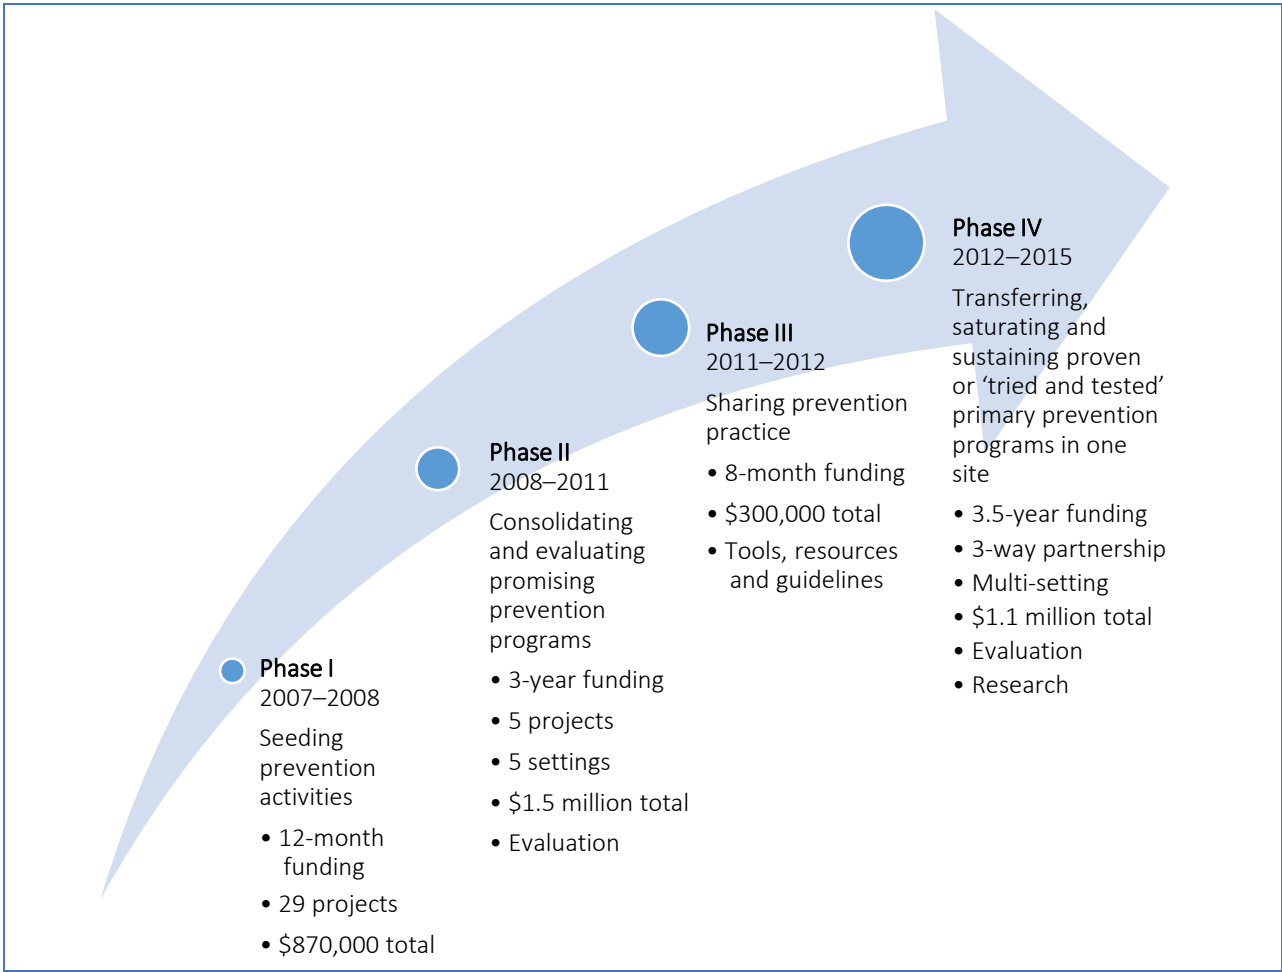 Phase I
2007–2008
Seeding
prevention
activities
• 12-month
funding
• 29 projects
• $870,000 total
Phase II
2008–2011
Consolidating
and evaluating
promising
prevention
programs
• 3-year funding
• 5 projects
• 5 settings
• $1.5 million total
• Evaluation
Phase III
2011–2012
Sharing prevention
practice
• 8-month funding
• $300,000 total
• Tools, resources
and guidelines
Phase IV
2012–2015
Transferring,
saturating and
sustaining proven
or ‘tried and tested’
primary prevention
programs in one
site
• 3.5-year funding
• 3-way partnership
• Multi-setting
• $1.1 million total
• Evaluation
• Research